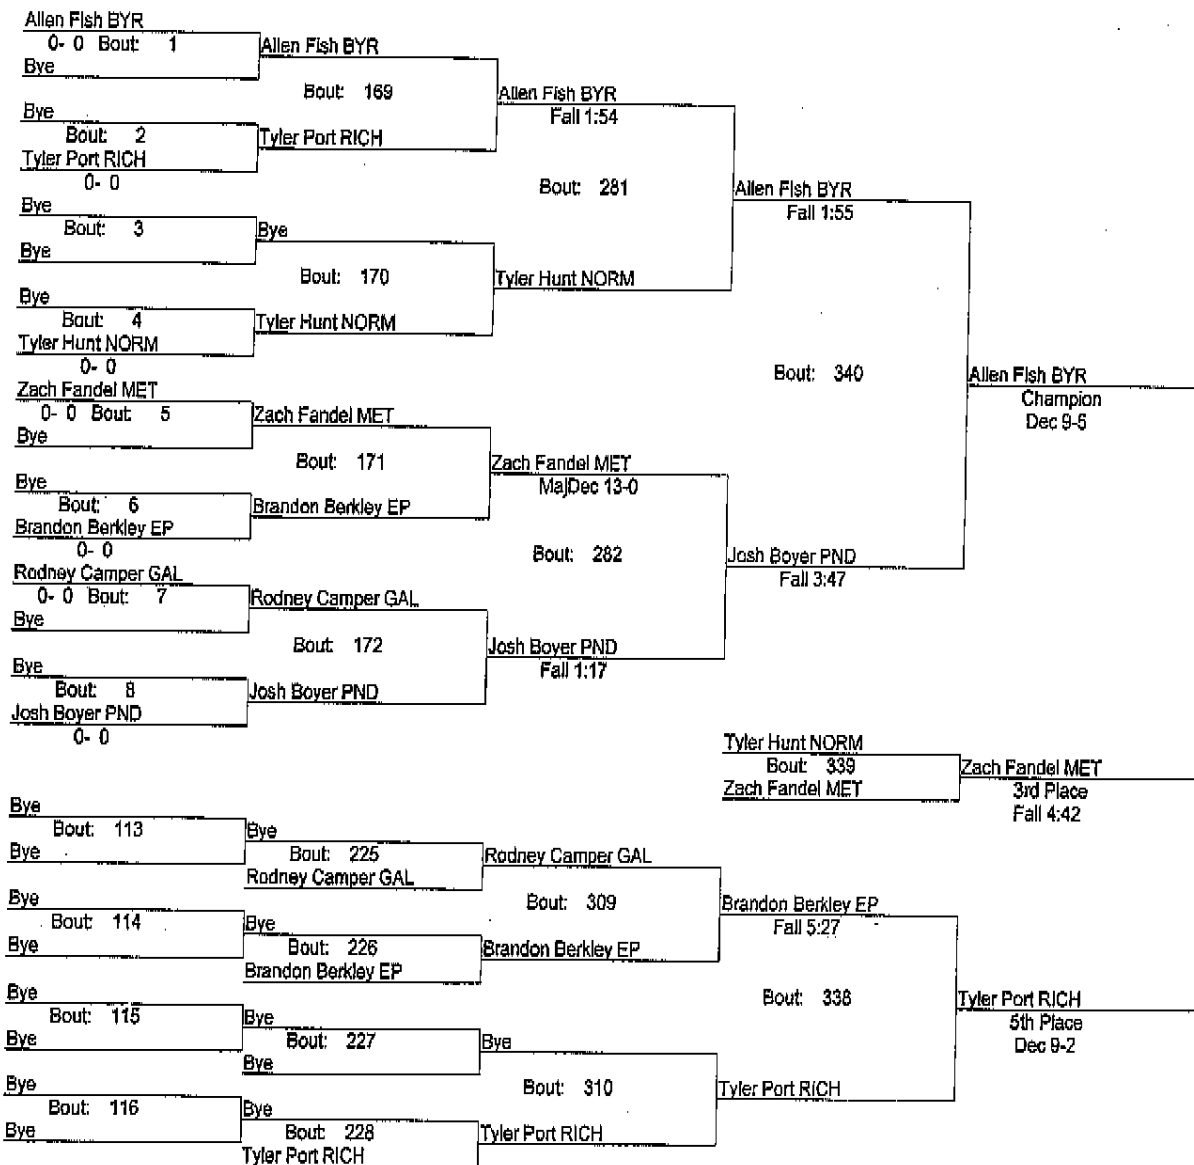 Allen Fish BYR
0- 0 Bout: 1
Bye
Allen Fish BYR
Bout: 169
Allen Fish BYR
Fall 1:54
Bye
Bout: 2
Tyler Port RICH
0- 0
Tyler Port RICH
Bout: 281
Allen Fish BYR
Fall 1:55
Bye
Bout: 3
Bye
Bye
Bout: 170
Tyler Hunt NORM
Bye
Bout: 4
Tyler Hunt NORM
0- 0
Tyler Hunt NORM
Bout: 340
Allen Fish BYR
Champion
Dec 9-5
Zach Fandel MET
0- 0 Bout: 5
Bye
Zach Fandel MET
Bout: 171
Zach Fandel MET
MajDec 13-0
Bye
Bout: 6
Brandon Berkley EP
0- 0
Brandon Berkley EP
Bout: 282
Josh Boyer PND
Fall 3:47
Rodney Camper GAL
0- 0 Bout: 7
Bye
Rodney Camper GAL
Bout: 172
Josh Boyer PND
Fall 1:17
Bye
Bout: 8
Josh Boyer PND
0- 0
Josh Boyer PND
Tyler Hunt NORM
Bout: 339
Zach Fandel MET
Zach Fandel MET
3rd Place
Fall 4:42
Bye
Bout: 113
Bye
Bye
Bout: 225
Rodney Camper GAL
Rodney Camper GAL
Bout: 309
Brandon Berkley EP
Fall 5:27
Bye
Bout: 114
Bye
Bye
Bout: 226
Brandon Berkley EP
Brandon Berkley EP
Bout: 338
Tyler Port RICH
5th Place
Dec 9-2
Bye
Bout: 115
Bye
Bye
Bout: 227
Bye
Bye
Bout: 310
Tyler Port RICH
Bye
Bout: 116
Bye
Bye
Bout: 228
Tyler Port RICH
Tyler Port RICH